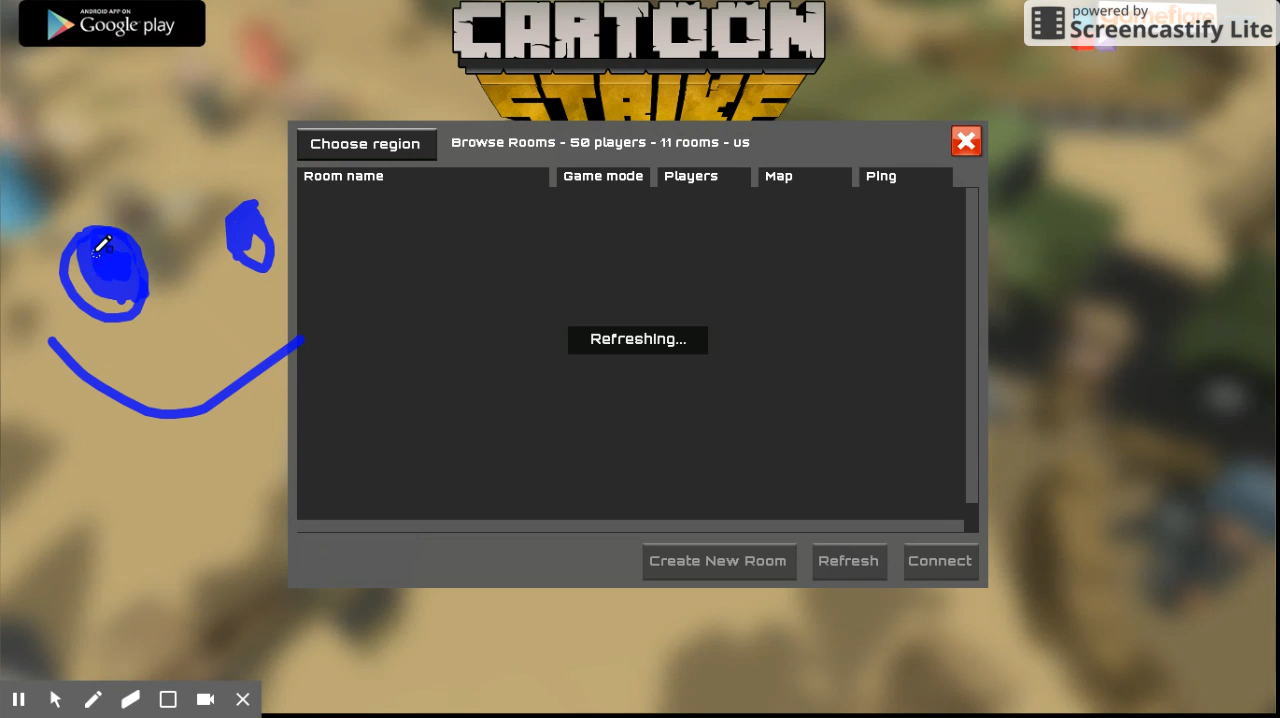 ANDROID APP ON
Google play
CARTOON
STRIKE
powered by
Screencastify Lite
gameflare
Choose region
Browse Rooms - 50 players - 11 rooms - us
Room name Game mode Players Map Ping
Refreshing...
Create New Room Refresh Connect